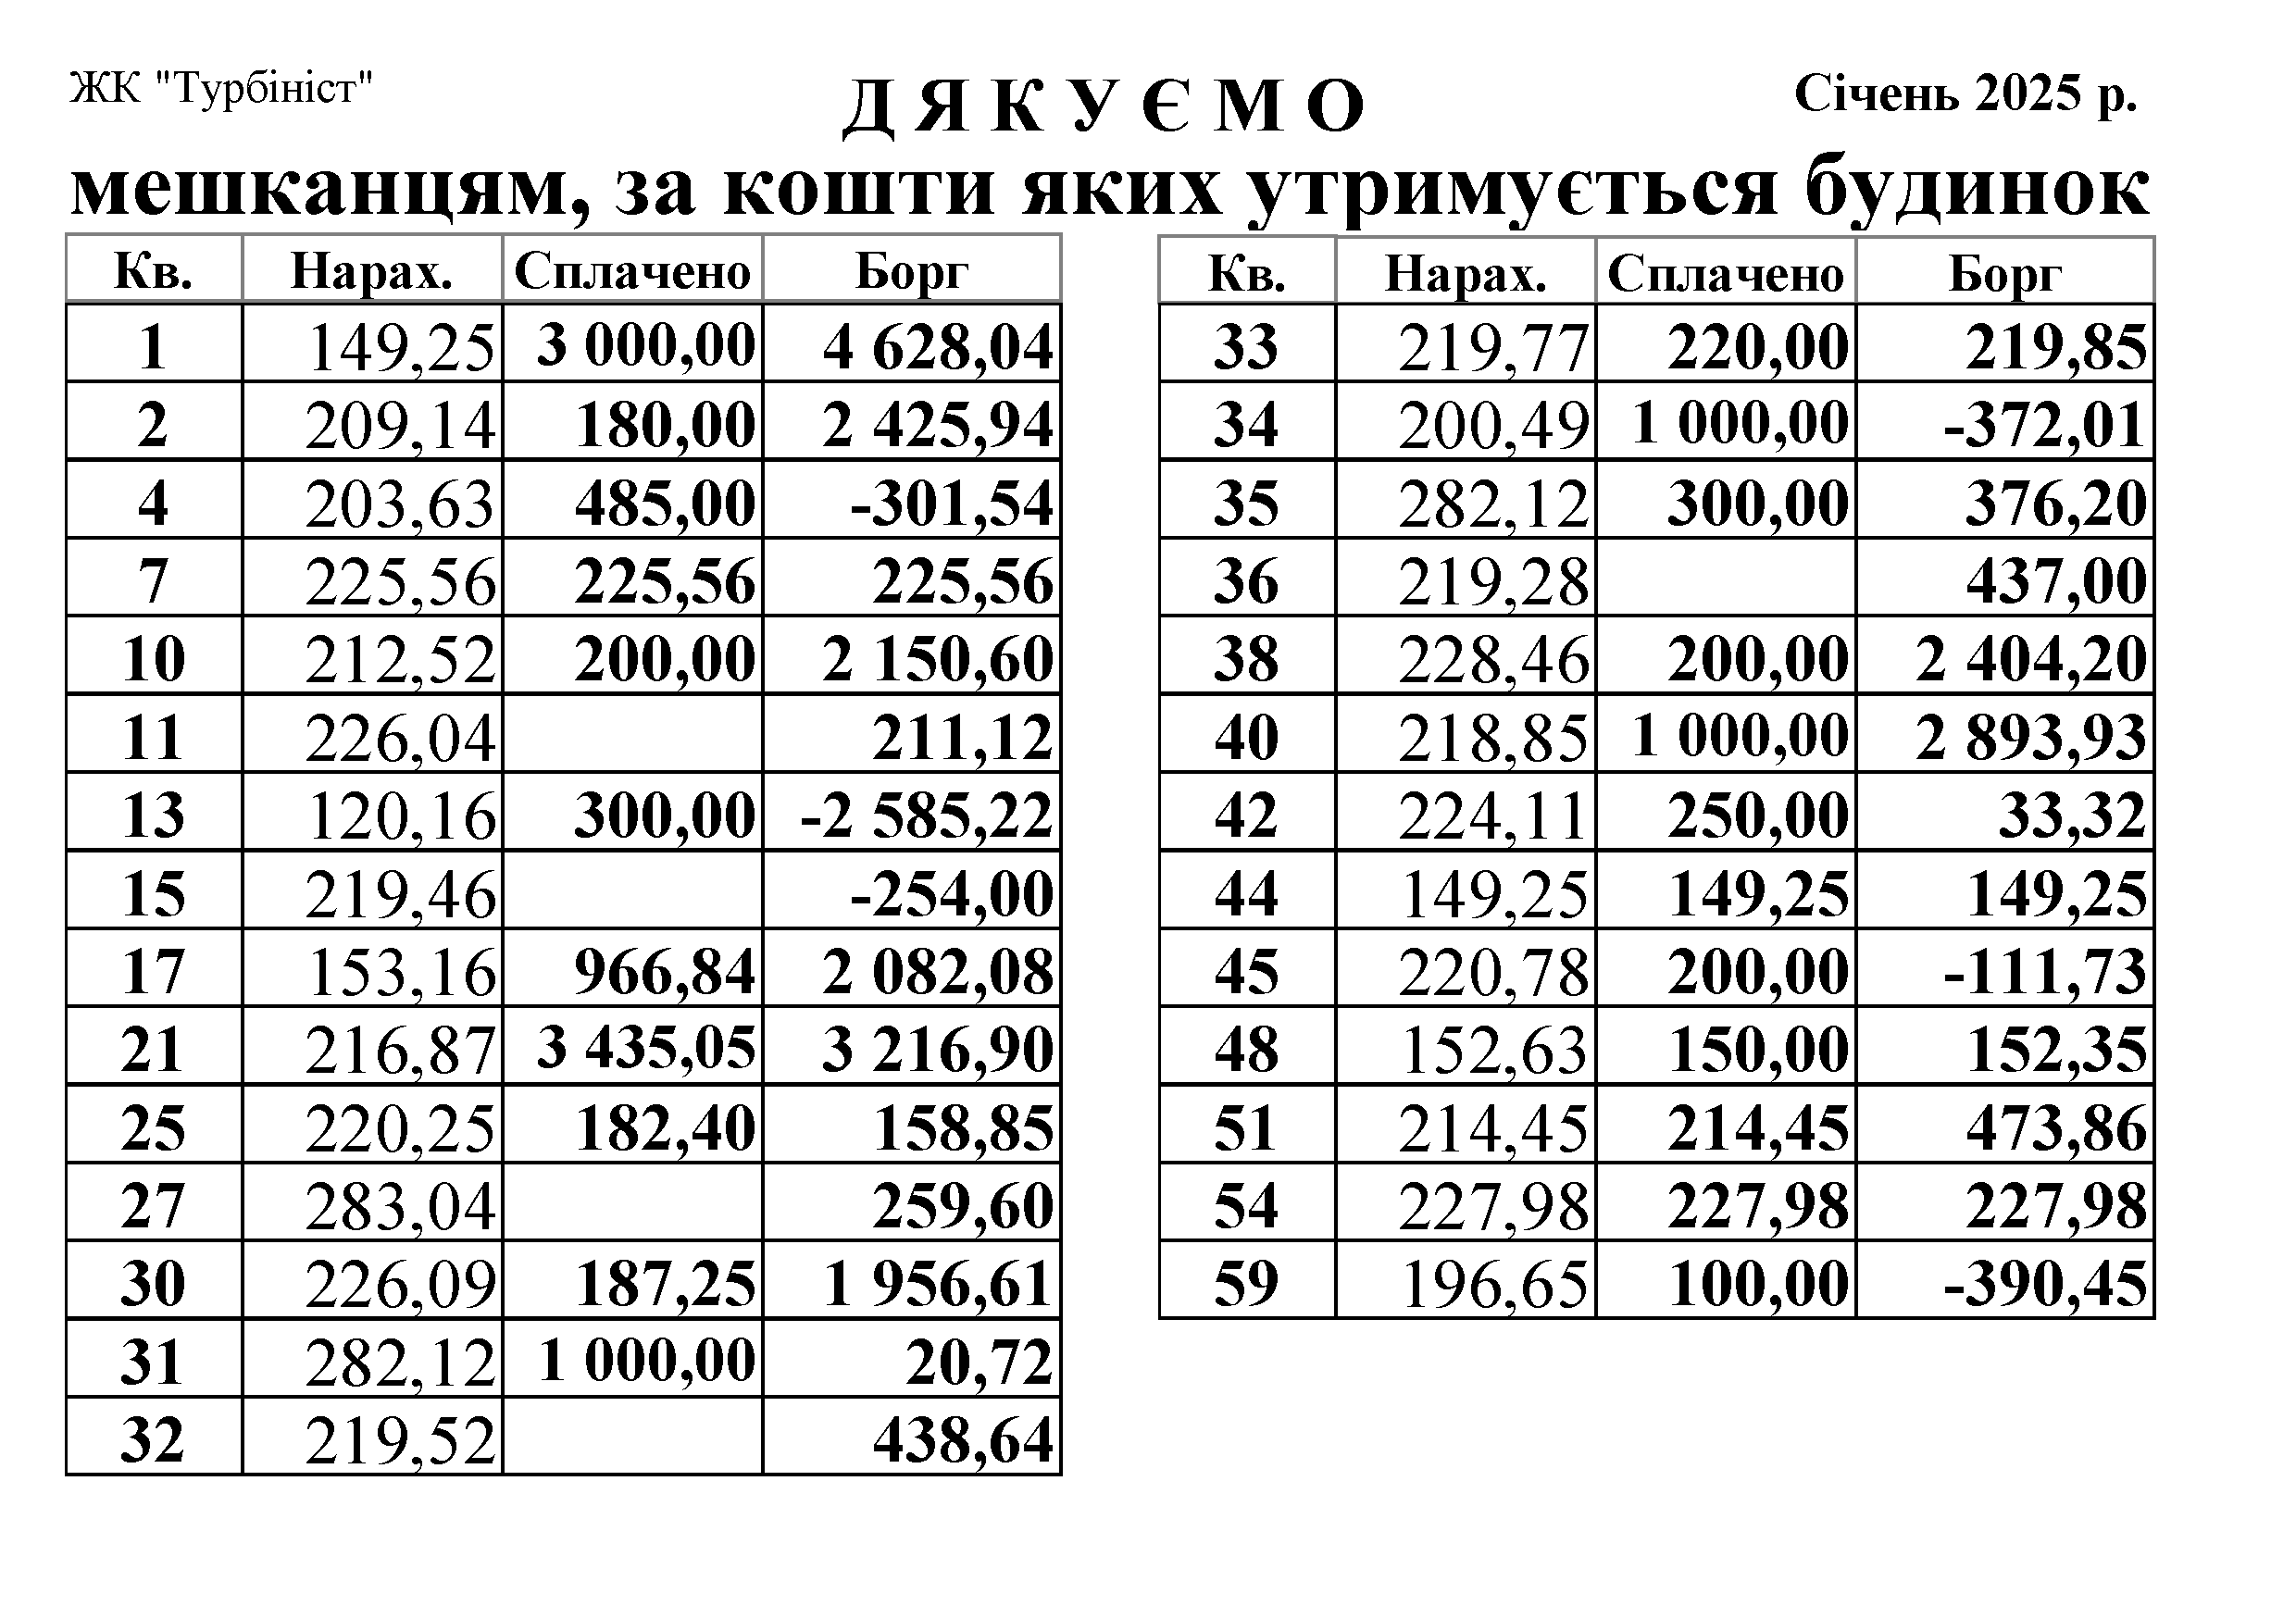 ЖК "Турбініст"
Д Я К У Є М О
Січень 2025 р.
мешканцям, за кошти яких утримується будинок
Кв. Нарах. Сплачено Борг
1 149,25 3 000,00 4 628,04
2 209,14 180,00 2 425,94
4 203,63 485,00 -301,54
7 225,56 225,56 225,56
10 212,52 200,00 2 150,60
11 226,04 211,12
13 120,16 300,00 -2 585,22
15 219,46 -254,00
17 153,16 966,84 2 082,08
21 216,87 3 435,05 3 216,90
25 220,25 182,40 158,85
27 283,04 259,60
30 226,09 187,25 1 956,61
31 282,12 1 000,00 20,72
32 219,52 438,64
Кв. Нарах. Сплачено Борг
33 219,77 220,00 219,85
34 200,49 1 000,00 -372,01
35 282,12 300,00 376,20
36 219,28 437,00
38 228,46 200,00 2 404,20
40 218,85 1 000,00 2 893,93
42 224,11 250,00 33,32
44 149,25 149,25 149,25
45 220,78 200,00 -111,73
48 152,63 150,00 152,35
51 214,45 214,45 473,86
54 227,98 227,98 227,98
59 196,65 100,00 -390,45